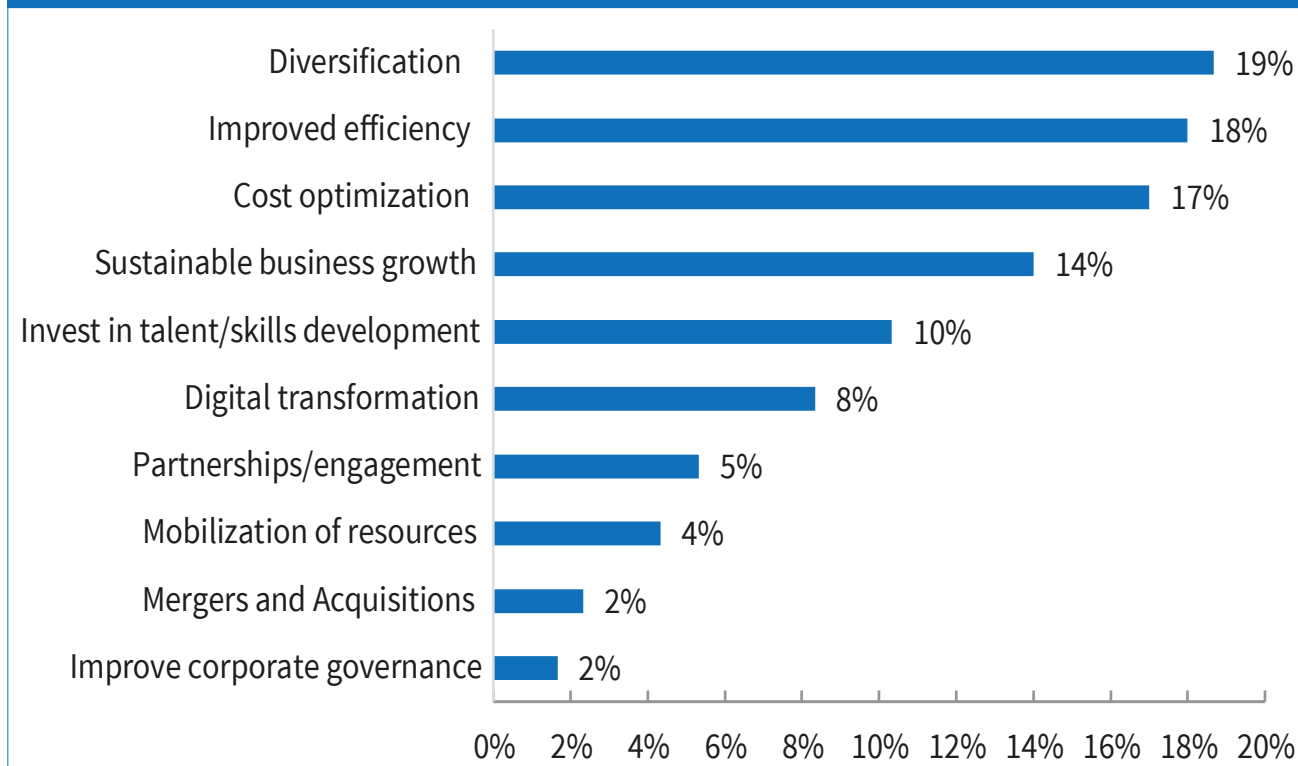 Diversification 19%
Improved efficiency 18%
Cost optimization 17%
Sustainable business growth 14%
Invest in talent/skills development 10%
Digital transformation 8%
Partnerships/engagement 5%
Mobilization of resources 4%
Mergers and Acquisitions 2%
Improve corporate governance 2%
0% 2% 4% 6% 8% 10% 12% 14% 16% 18% 20%